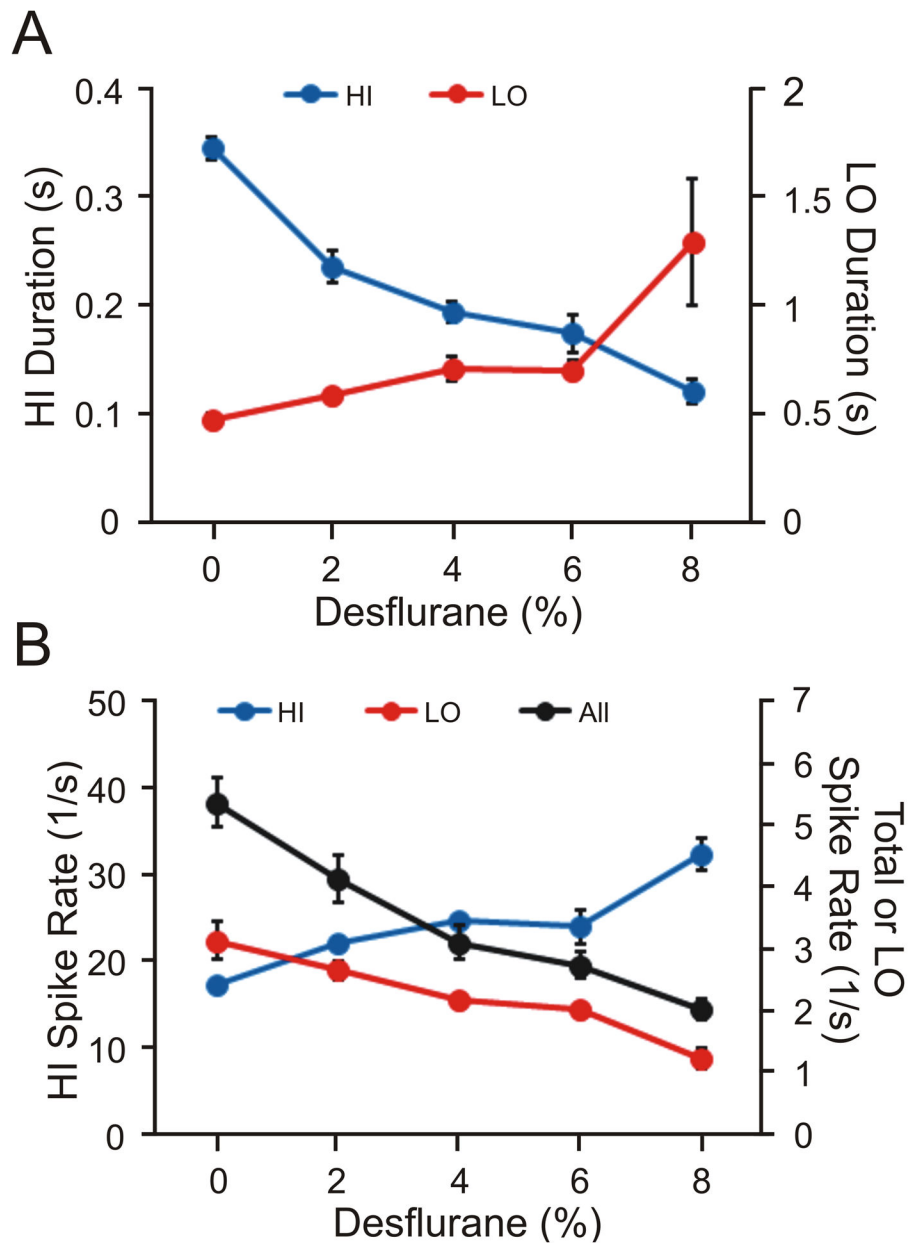 A
HI LO
0.4
0.3
0.2
0.1
0
HI Duration (s)
2
1.5
1
0.5
0
LO Duration (s)
0 2 4 6 8
Desflurane (%)
B
HI LO All
50
40
30
20
10
0
HI Spike Rate (1/s)
7
6
5
4
3
2
1
0
Total or LO
Spike Rate (1/s)
0 2 4 6 8
Desflurane (%)